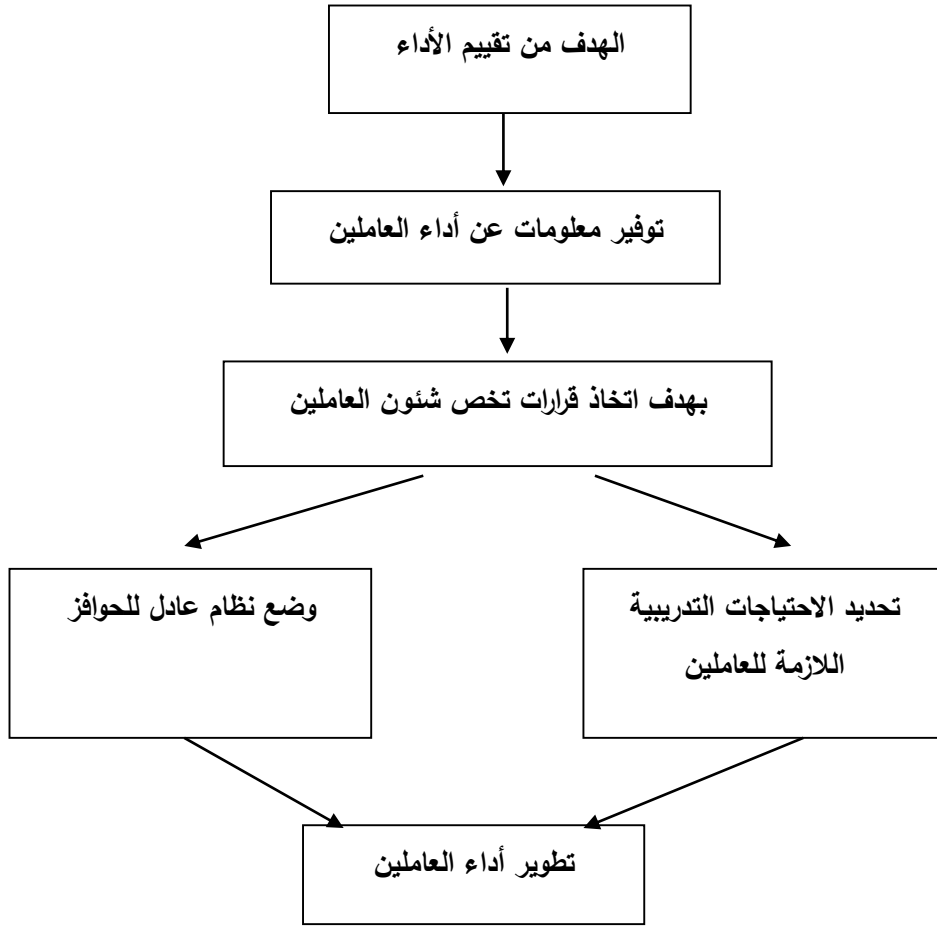 الهدف من تقييم الأداء
توفير معلومات عن أداء العاملين
بهدف اتخاذ قرارات تخص شئون العاملين
تحديد الاحتياجات التدريبية
اللازمة للعاملين
وضع نظام عادل للحوافز
تطوير أداء العاملين